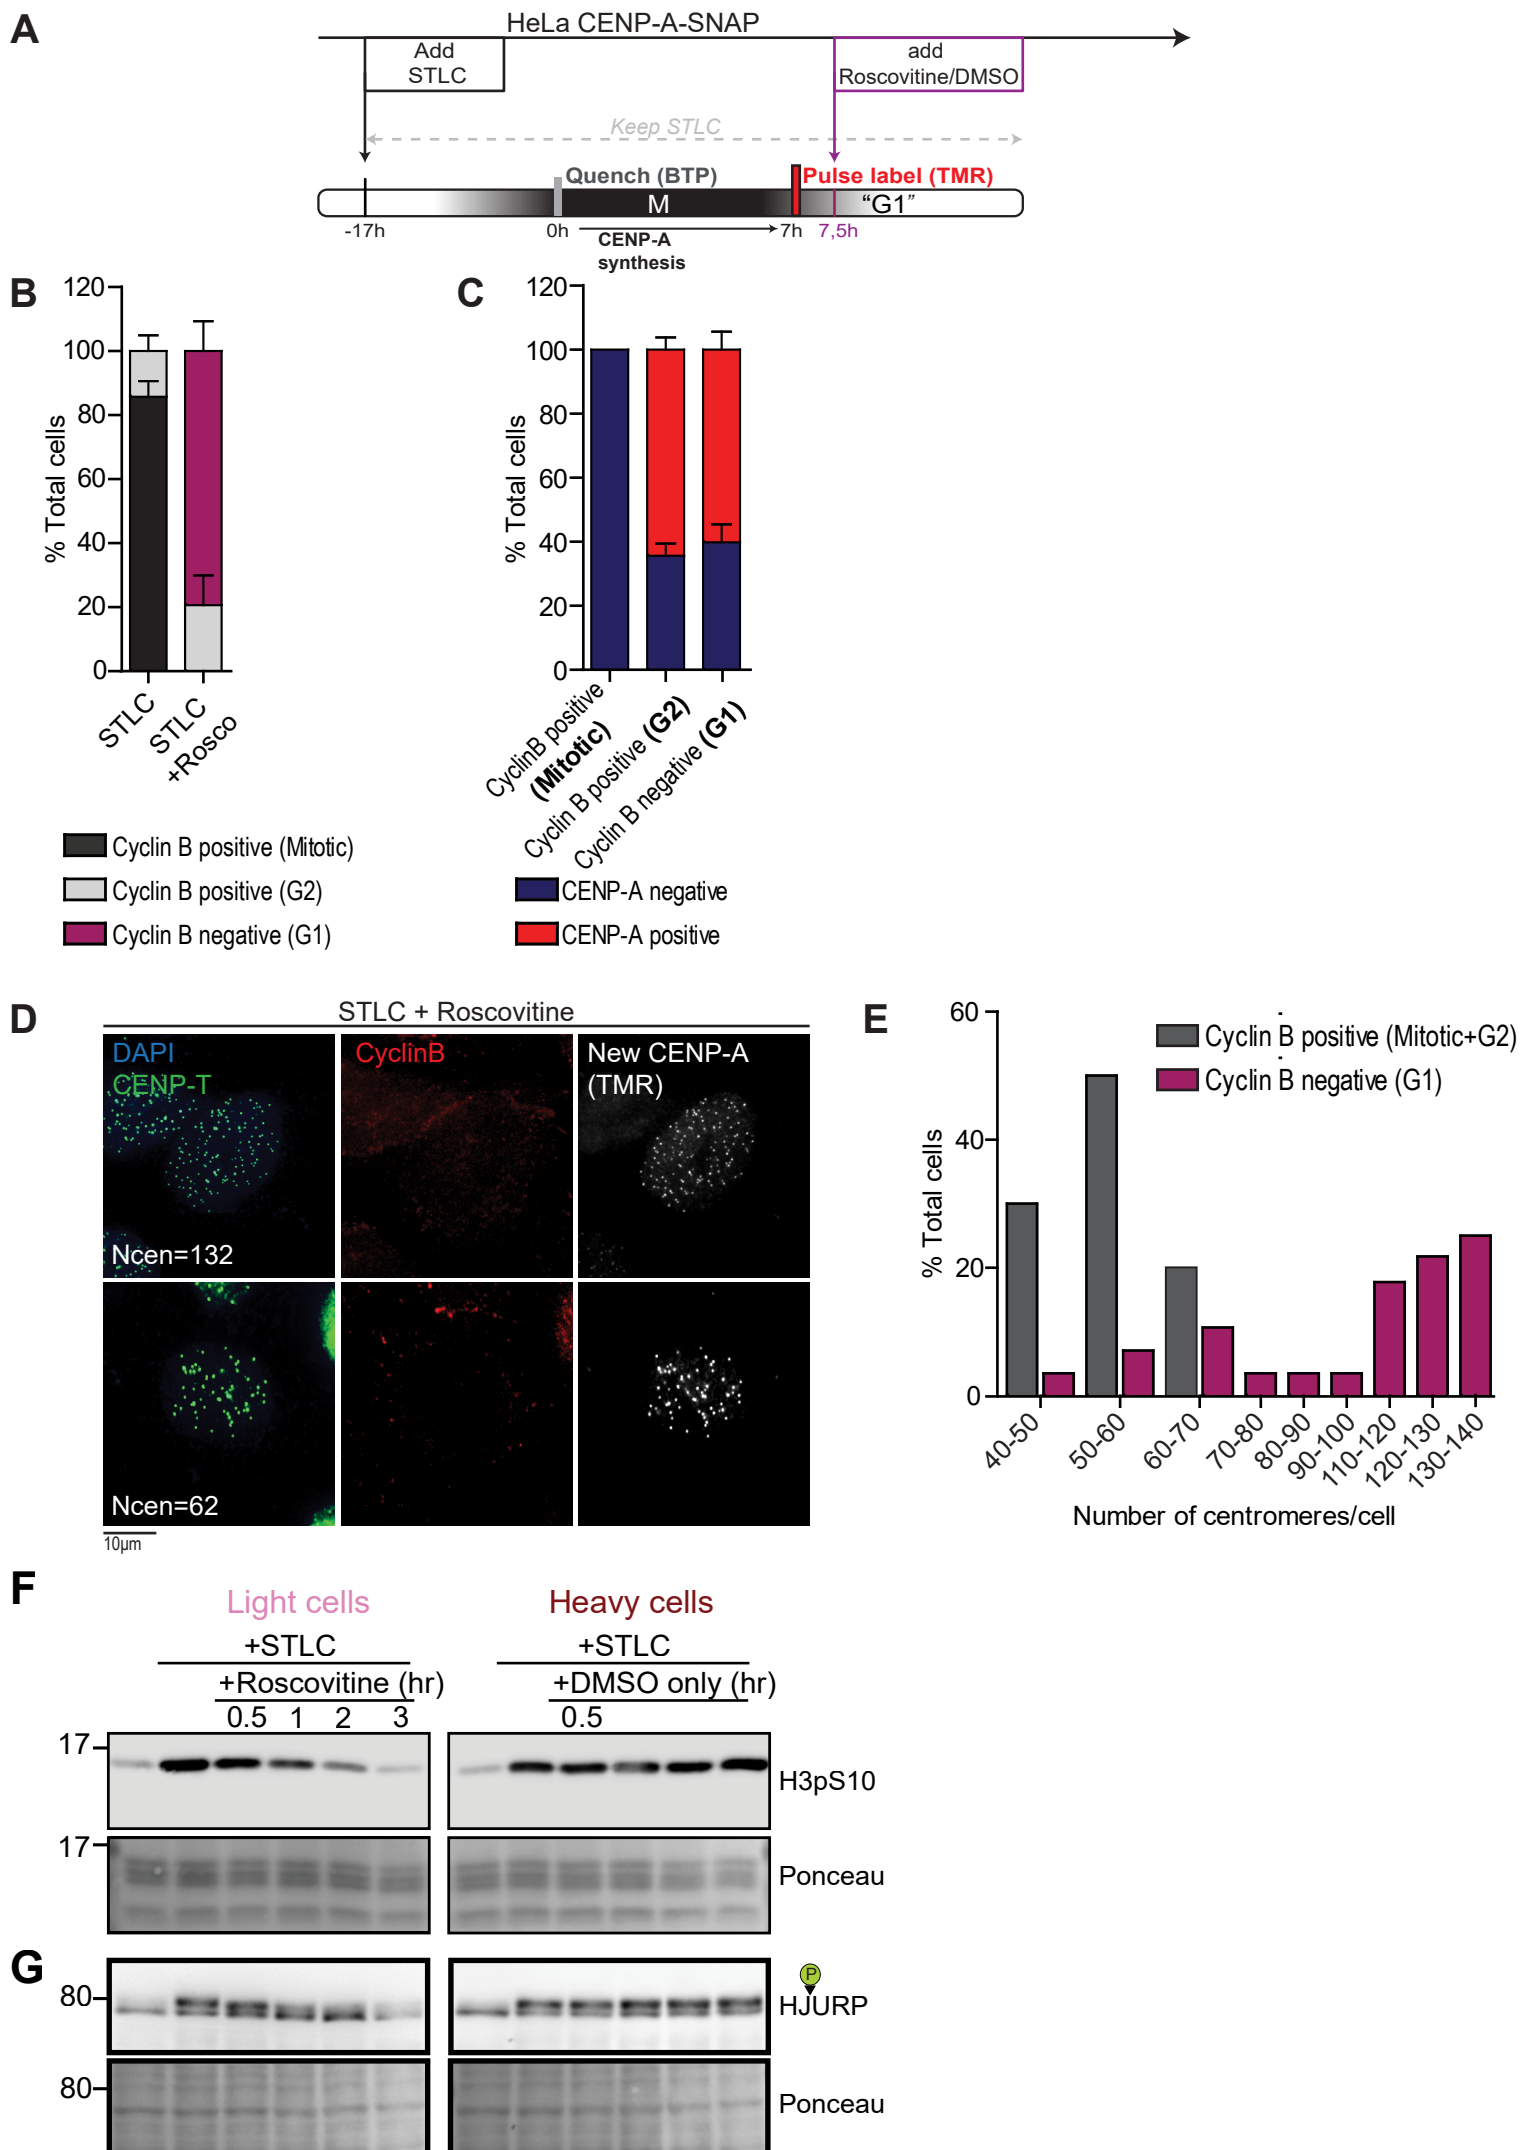 A
HeLa CENP-A-SNAP
Add
STLC
add
Roscovitine/DMSO
Keep STLC
Quench (BTP)
Pulse label (TMR)
M
“G1”
-17h
0h
7h
7,5h
CENP-A
synthesis
B
120
100
80
60
40
20
0
% Total cells
STLC
STLC
+Rosco
Cyclin B positive (Mitotic)
Cyclin B positive (G2)
Cyclin B negative (G1)
C
120
100
80
60
40
20
0
% Total cells
CyclinB positive
(Mitotic)
Cyclin B positive (G2)
Cyclin B negative (G1)
CENP-A negative
CENP-A positive
D
STLC + Roscovitine
DAPI
CENP-T
CyclinB
New CENP-A
(TMR)
Ncen=132
Ncen=62
10µm
E
60
40
20
0
% Total cells
Cyclin B positive (Mitotic+G2)
Cyclin B negative (G1)
40-50
50-60
60-70
70-80
80-90
90-100
110-120
120-130
130-140
Number of centromeres/cell
F
Light cells
Heavy cells
+STLC
+STLC
+Roscovitine (hr)
+DMSO only (hr)
0.5 1 2 3
0.5
17
H3pS10
17
Ponceau
G
P
80
HJURP
80
Ponceau